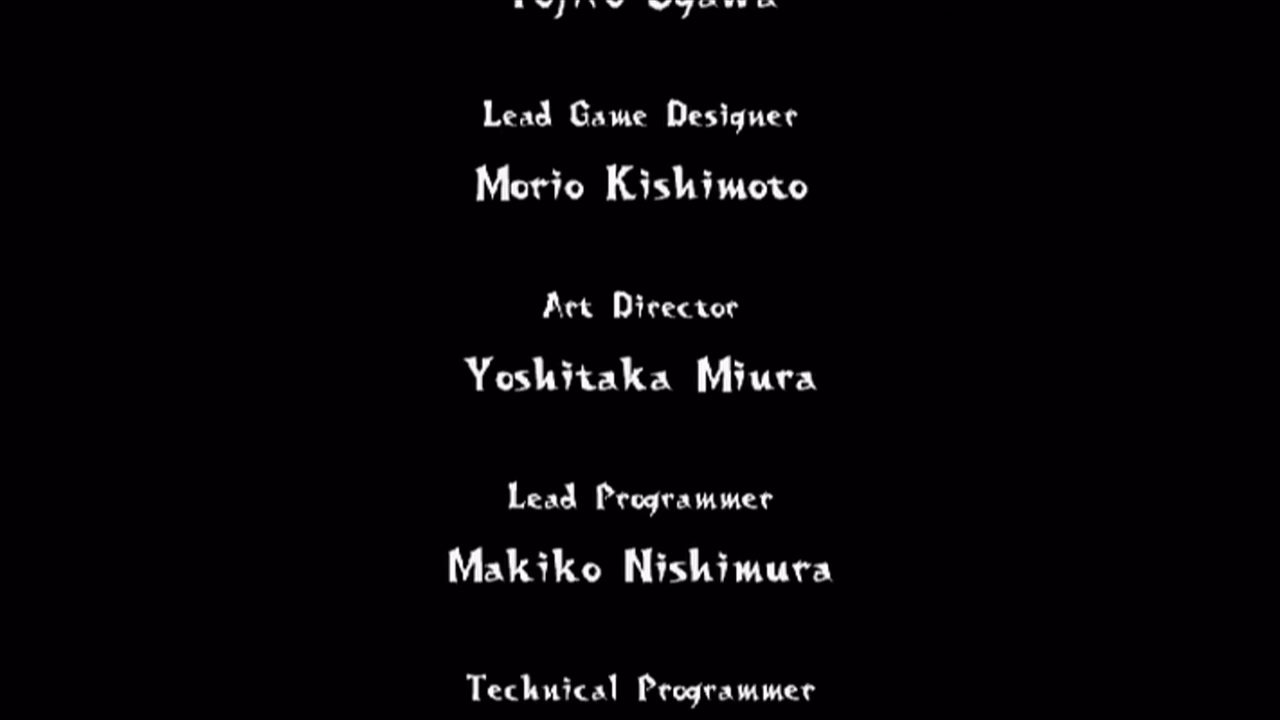 Lead Game Designer
Morio Kishimoto
Art Director
Yoshitaka Miura
Lead Programmer
Makiko Nishimura
Technical Programmer